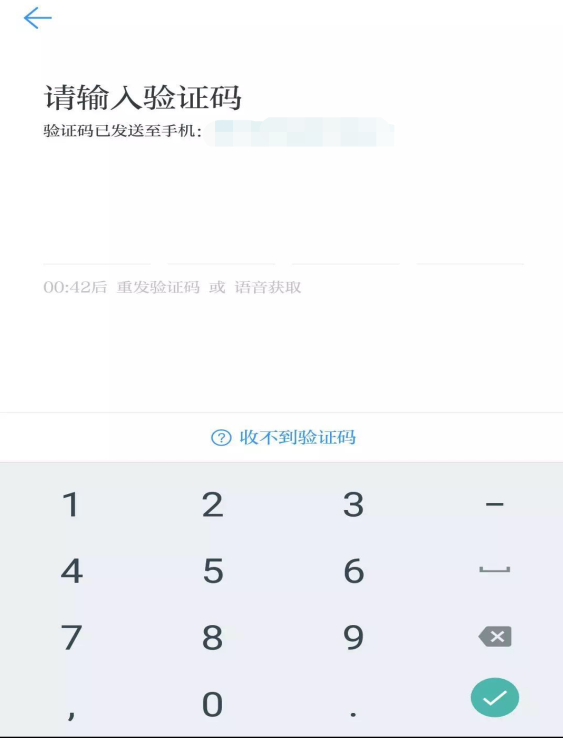 请输入验证码
验证码已发送至手机：
00:42后 重发验证码 或 语音获取
? 收不到验证码
1 2 3 -
4 5 6
7 8 9
, 0 .